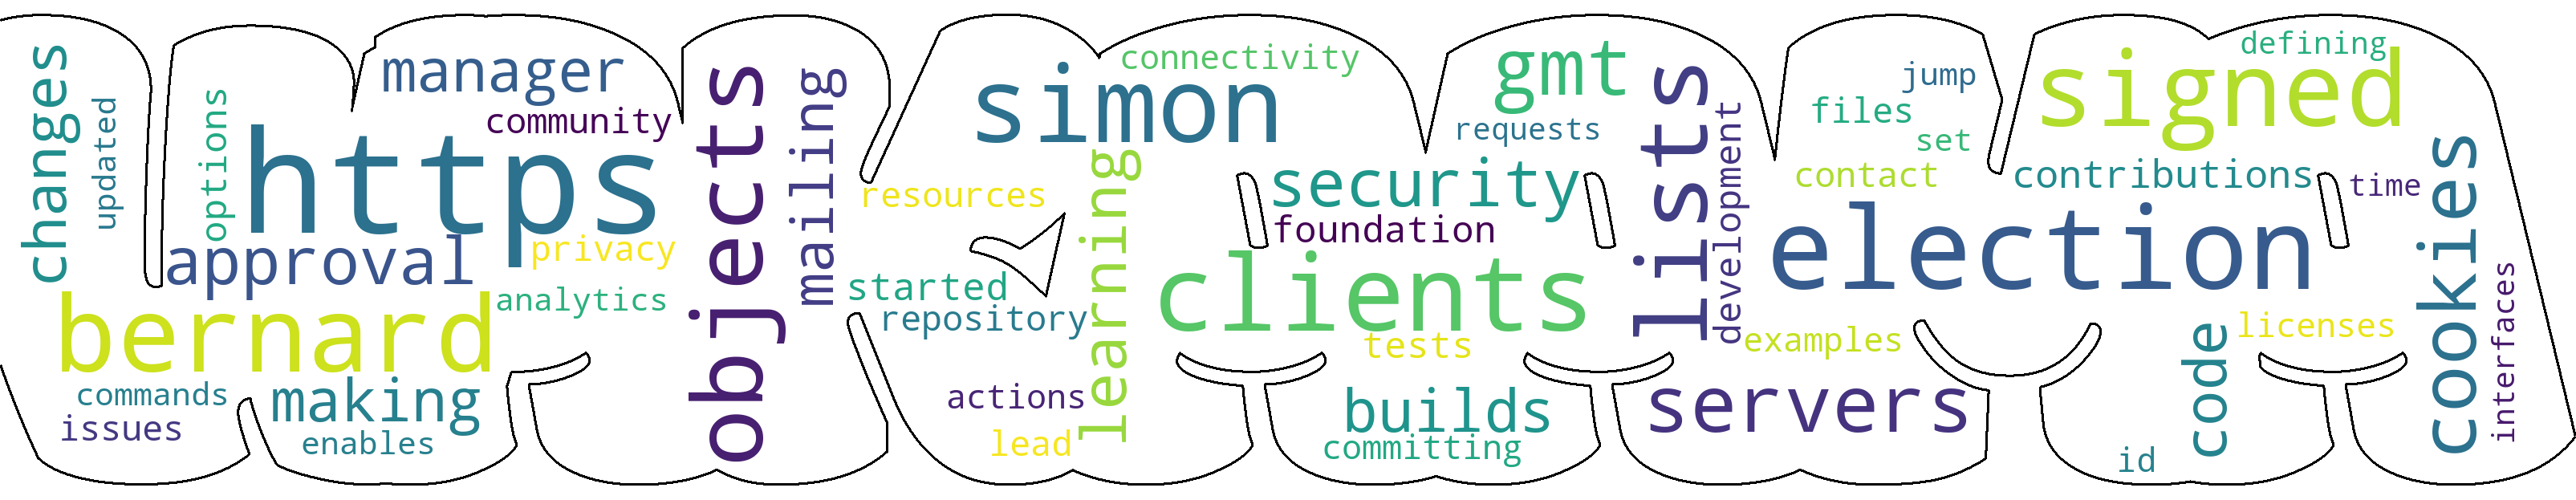 changes
updated
options
https
manager
community
approval
privacy
bernard
analytics
commands
issues
making
enables
objects
mailing
resources
started
repository
actions
lead
learning
simon
connectivity
security
foundation
clients
tests
builds
committing
gmt
requests
lists
development
jump
files
set
contact
election
examples
servers
signed
defining
contributions
time
licenses
code
id
cookies
interfaces